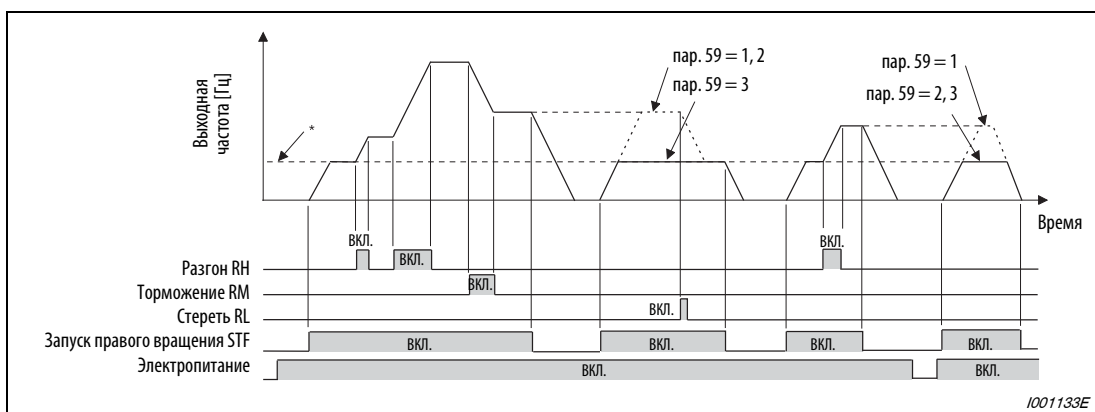 Выходная
частота [Гц]
*
пар. 59 = 1, 2
пар. 59 = 3
пар. 59 = 1
пар. 59 = 2, 3
Время
ВКЛ.
ВКЛ.
ВКЛ.
Разгон RH
ВКЛ.
Торможение RM
ВКЛ.
Стереть RL
Запуск правого вращения STF
ВКЛ.
ВКЛ.
ВКЛ.
ВКЛ.
Электропитание
ВКЛ.
ВКЛ.
I001133E